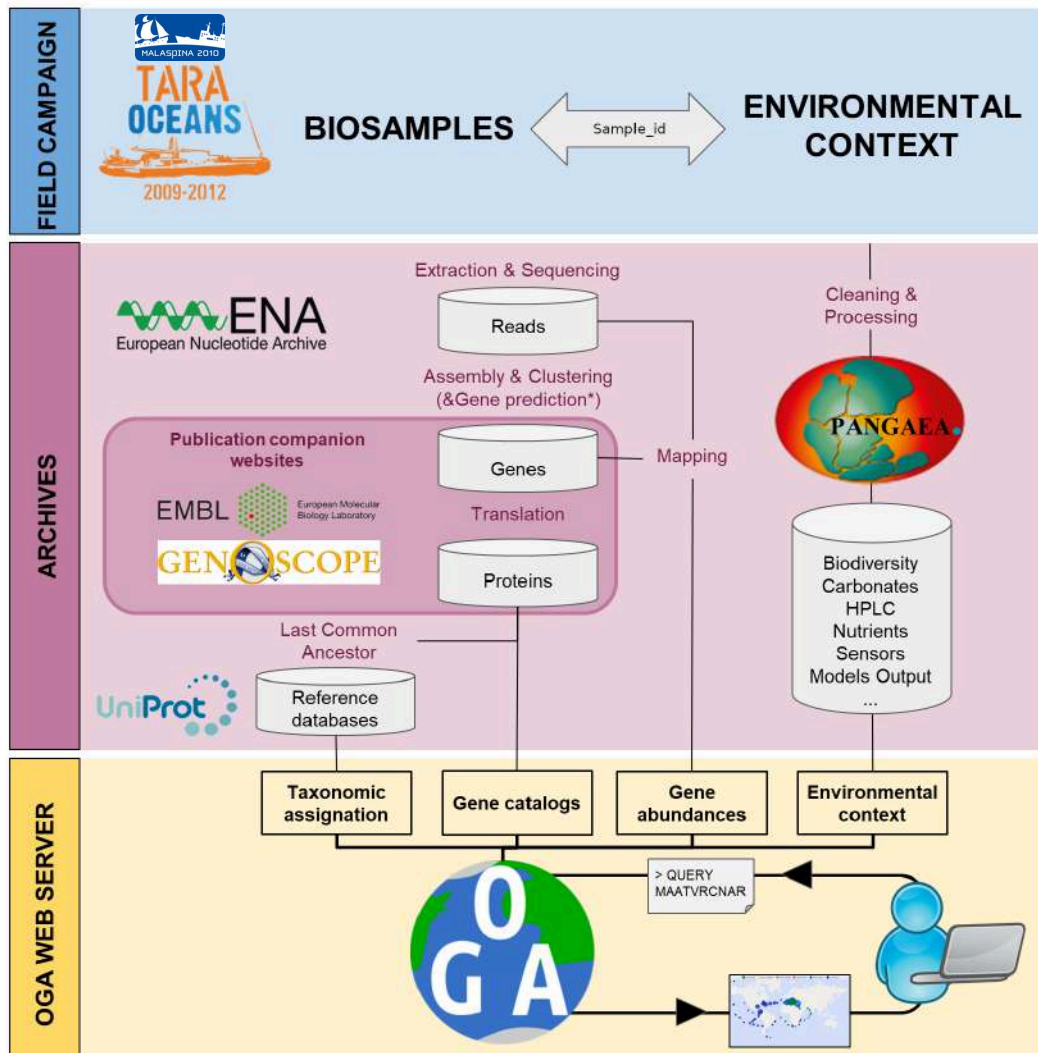 FIELD CAMPAIGN
MALASPINA 2010
TARA
OCEANS
2009-2012
BIOSAMPLES
Sample_id
ENVIRONMENTAL
CONTEXT
ARCHIVES
Extraction & Sequencing
ENA
European Nucleotide Archive
Reads
Cleaning &
Processing
Assembly & Clustering
(&Gene prediction*)
PANGAEA.
Publication companion
websites
Genes
Mapping
EMBL
European Molecular
Biology Laboratory
Translation
GENOSCOPE
Proteins
Biodiversity
Carbonates
HPLC
Nutrients
Sensors
Models Output
...
Last Common
Ancestor
UniProt
Reference
databases
OGA WEB SERVER
Taxonomic
assignation
Gene catalogs
Gene
abundances
Environmental
context
> QUERY
MAATVRCNAR
O
G A